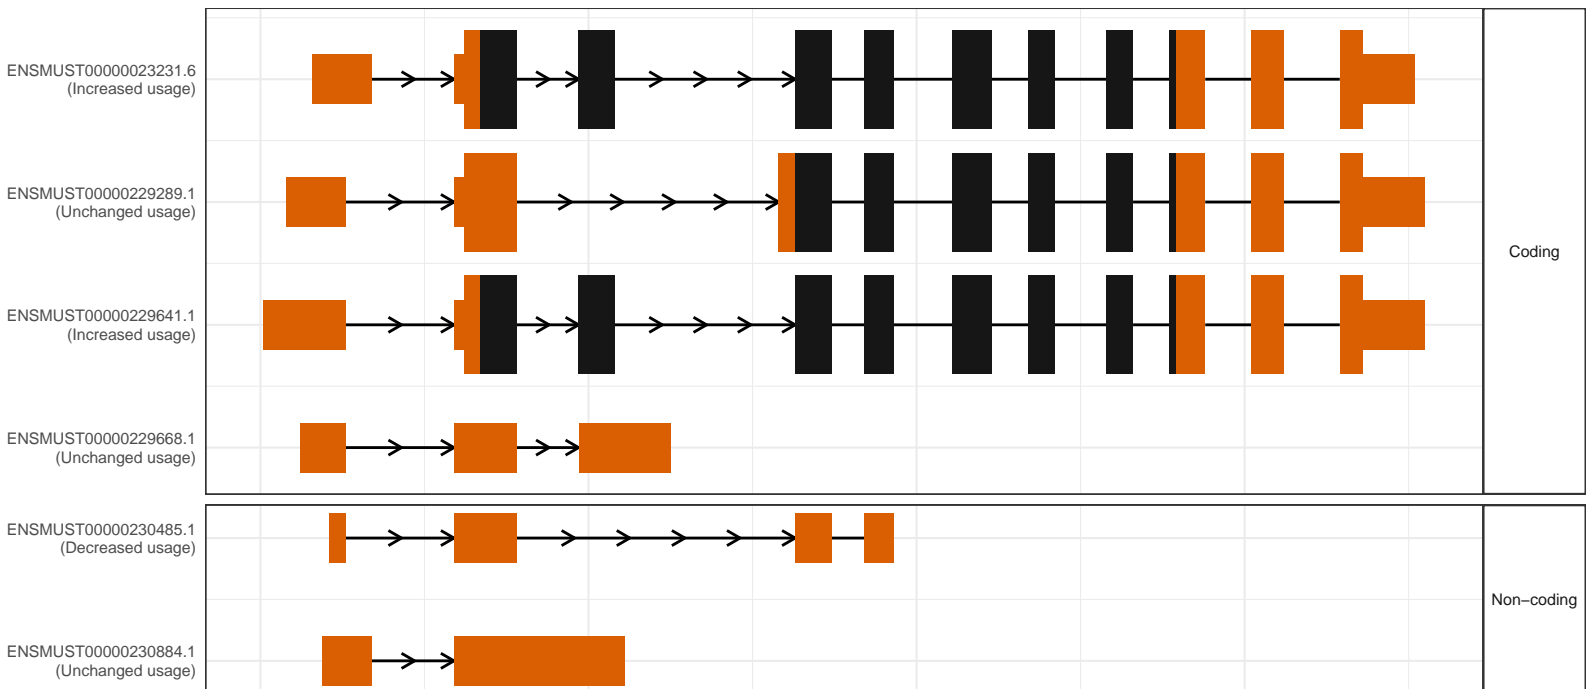 ENSMUST00000023231.6
(Increased usage)
ENSMUST00000229289.1
(Unchanged usage)
ENSMUST00000229641.1
(Increased usage)
ENSMUST00000229668.1
(Unchanged usage)
Coding
ENSMUST00000230485.1
(Decreased usage)
ENSMUST00000230884.1
(Unchanged usage)
Non−coding